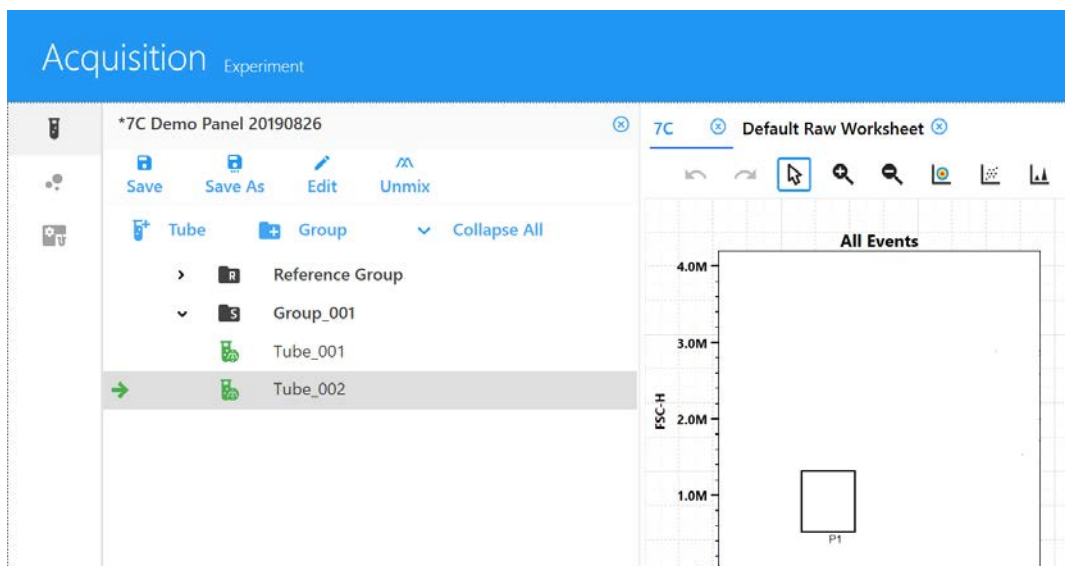 Acquisition Experiment
*7C Demo Panel 20190826
Save Save As Edit Unmix
Tube Group Collapse All
R Reference Group
S Group_001
Tube_001
Tube_002
7C Default Raw Worksheet
All Events
4.0M
3.0M
FSC-H
2.0M
1.0M
P1